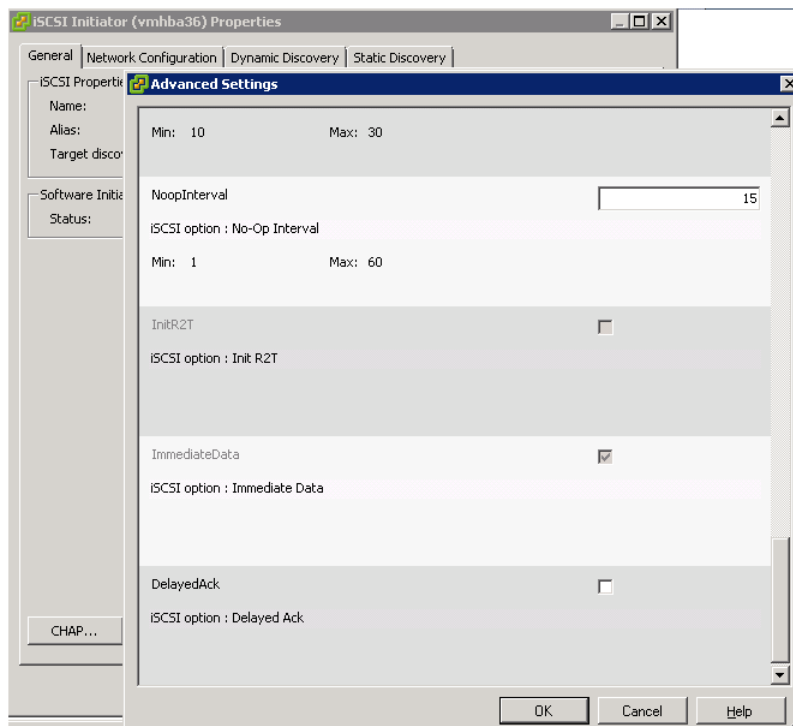 iSCSI Initiator (vmhba36) Properties
General Network Configuration Dynamic Discovery Static Discovery
iSCSI Propertie
Name:
Alias:
Target disco
Software Initia
Status:
CHAP...
Advanced Settings
Min: 10 Max: 30
NoopInterval 15
iSCSI option : No-Op Interval
Min: 1 Max: 60
InitR2T
iSCSI option : Init R2T
ImmediateData
iSCSI option : Immediate Data
DelayedAck
iSCSI option : Delayed Ack
OK Cancel Help